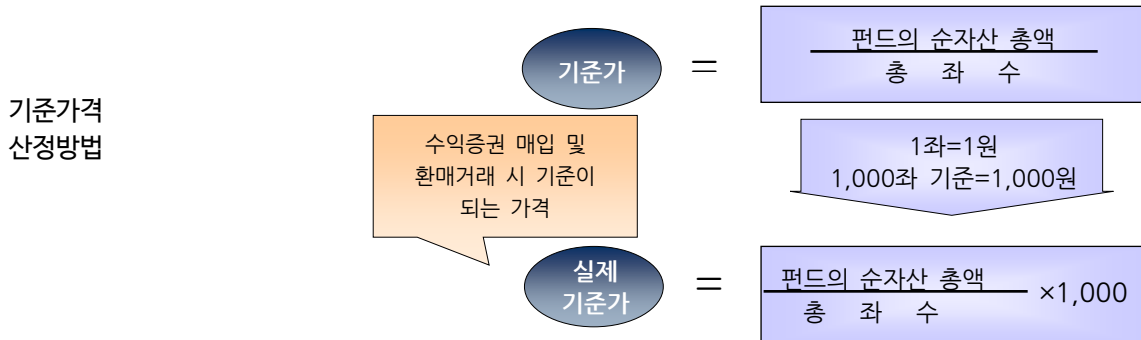 기준가격
산정방법
기준가
=
펀드의 순자산 총액
총 좌 수
수익증권 매입 및
환매거래 시 기준이
되는 가격
1좌=1원
1,000좌 기준=1,000원
실제
기준가
=
펀드의 순자산 총액
총 좌 수
×1,000